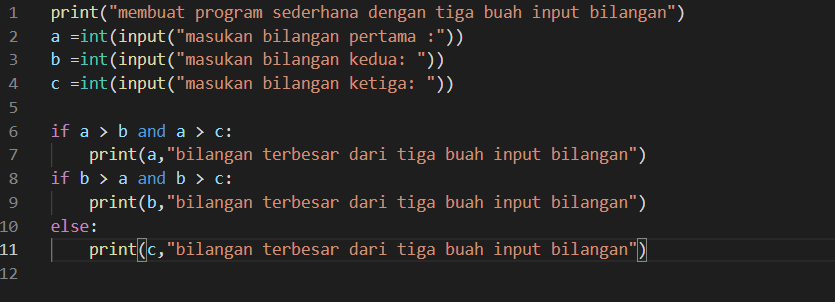 1 print("membuat program sederhana dengan tiga buah input bilangan")
2 a =int(input("masukan bilangan pertama :"))
3 b =int(input("masukan bilangan kedua: "))
4 c =int(input("masukan bilangan ketiga: "))
5
6 if a > b and a > c:
7     print(a,"bilangan terbesar dari tiga buah input bilangan")
8 if b > a and b > c:
9     print(b,"bilangan terbesar dari tiga buah input bilangan")
10 else:
11     print(c,"bilangan terbesar dari tiga buah input bilangan")
12